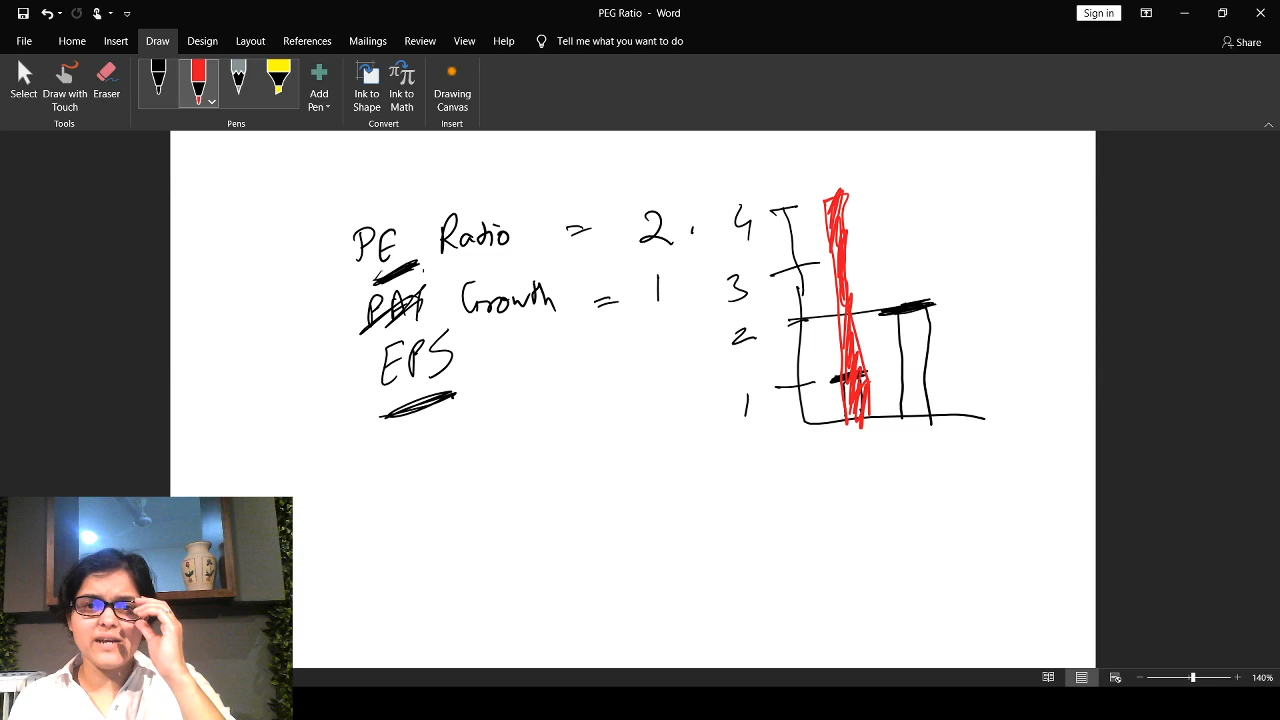 PEG Ratio - Word
Sign in
File Home Insert Draw Design Layout References Mailings Review View Help Tell me what you want to do
Share
Select Draw with Touch Eraser
Add Pen
Ink to Shape Ink to Math
Drawing Canvas
Tools Pens Convert Insert
PE Ratio = 2.
Growth = 1
EPS
4
3
2
1
140%